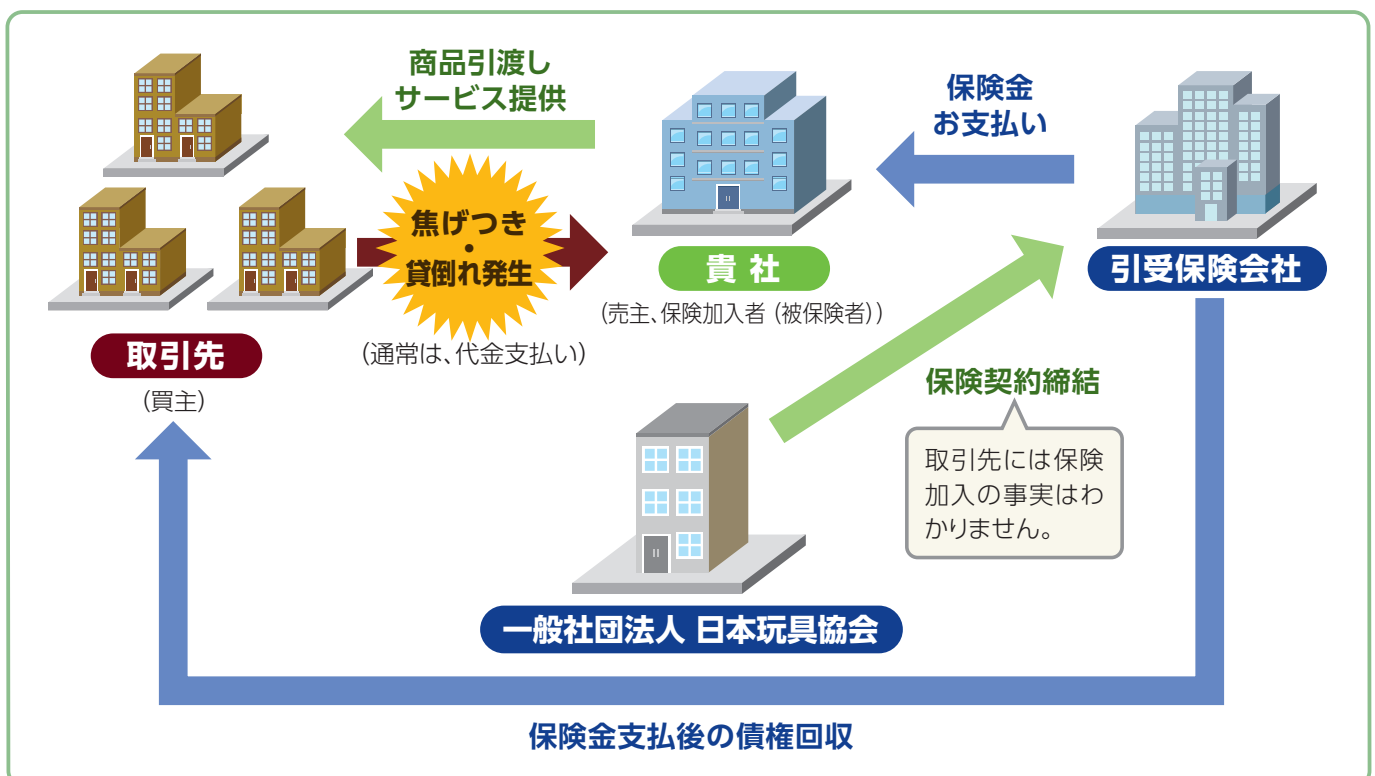 商品引渡し
サービス提供
保険金
お支払い
焦げつき
・
貸倒れ発生
貴社
引受保険会社
(売主、保険加入者(被保険者))
取引先
(通常は、代金支払い)
(買主)
保険契約締結
取引先には保険
加入の事実はわ
かりません。
一般社団法人 日本玩具協会
保険金支払後の債権回収